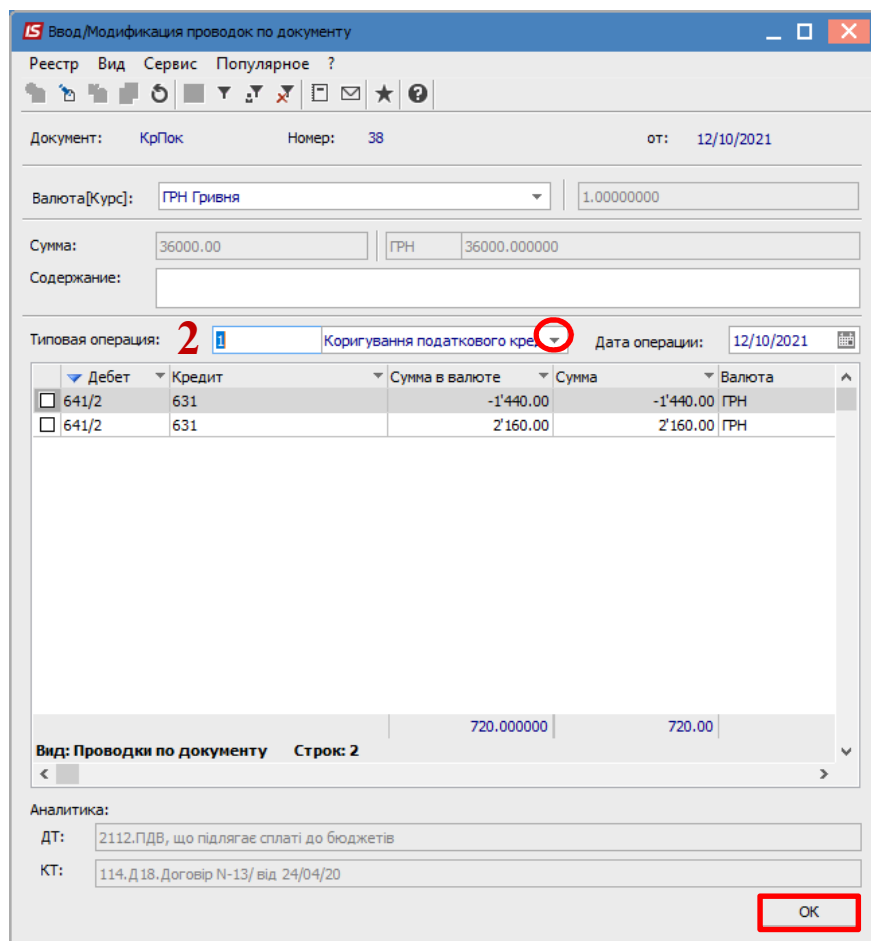 IS Ввод/Модификация проводок по документу
Реестр Вид Сервис Популярное ?
Документ: КрПок Номер: 38 от: 12/10/2021
Валюта[Курс]: ГРН Гривня 1.00000000
Сумма: 36000.00 ГРН 36000.000000
Содержание:
Типовая операция: 2 1 Коригування податкового кре Дата операции: 12/10/2021
Дебет Кредит Сумма в валюте Сумма Валюта
641/2 631 -1'440.00 -1'440.00 ГРН
641/2 631 2'160.00 2'160.00 ГРН
720.000000 720.00
Вид: Проводки по документу Строк: 2
Аналитика:
ДТ: 2112.ПДВ, що підлягає сплаті до бюджетів
КТ: 114.Д18.Договір N-13/ від 24/04/20
OK